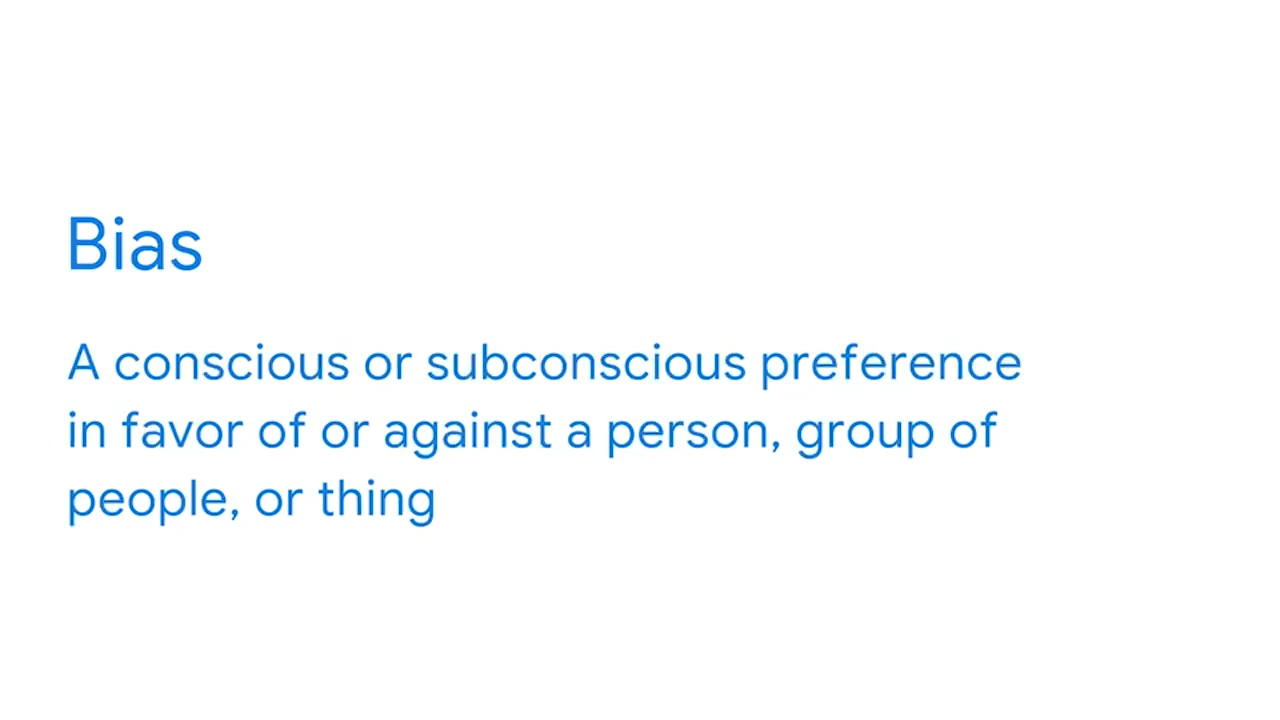 Bias
A conscious or subconscious preference
in favor of or against a person, group of
people, or thing